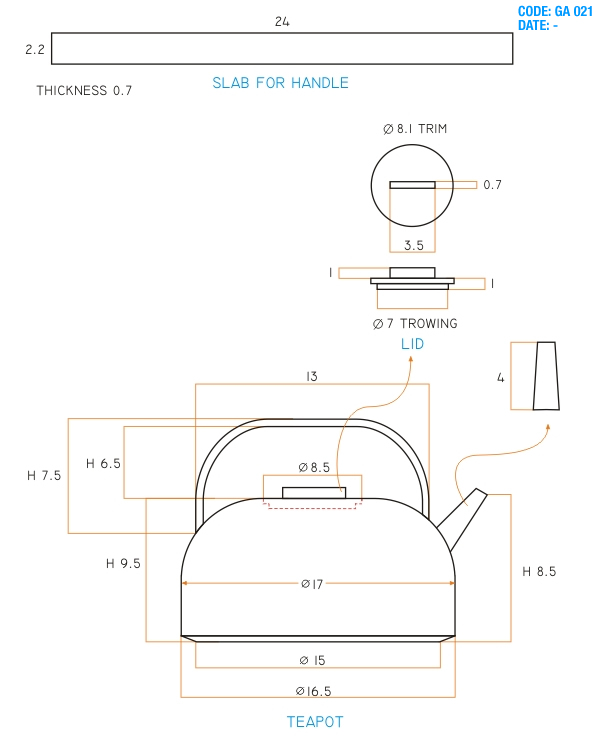 CODE: GA 021
DATE: -
24
2.2
THICKNESS 0.7
SLAB FOR HANDLE
Ø 8.1 TRIM
0.7
3.5
1
1
Ø 7 TROWING
LID
13
4
H 7.5
H 6.5
Ø 8.5
H 9.5
H 8.5
Ø17
Ø 15
Ø16.5
TEAPOT